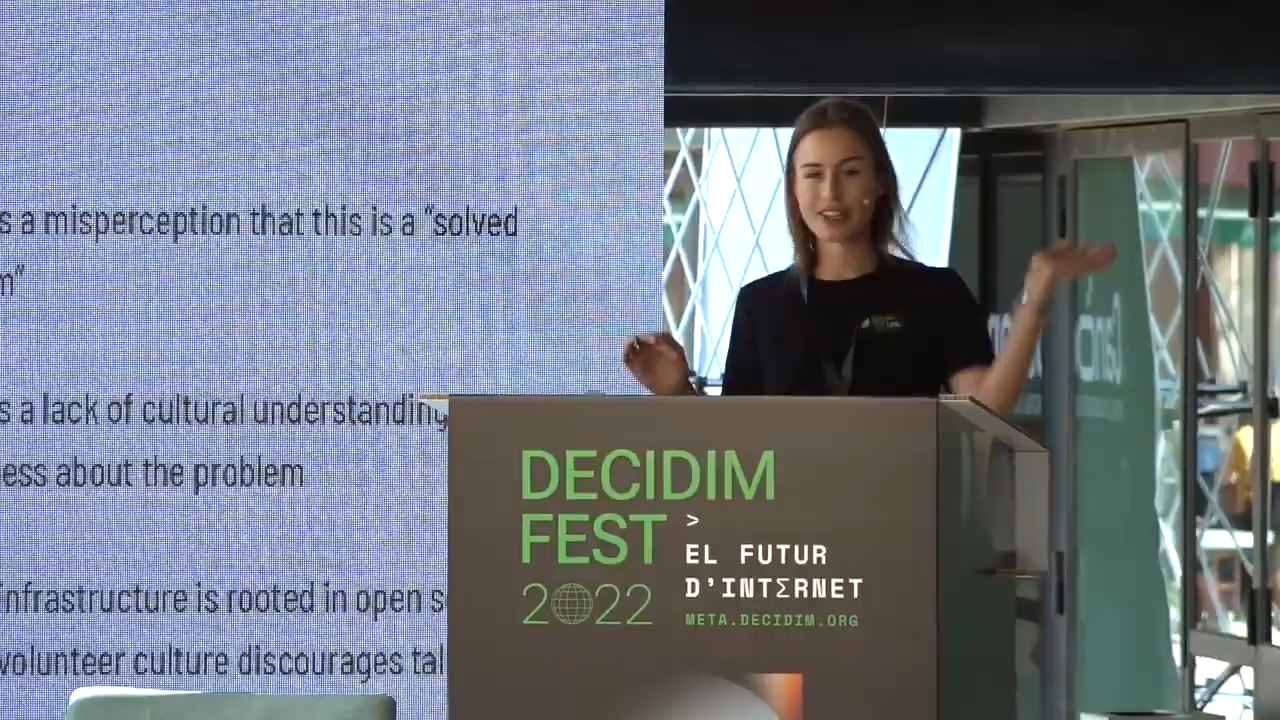 s a misperception that this is a “solved
m”
s a lack of cultural understanding
ess about the problem
infrastructure is rooted in open s
volunteer culture discourages tal
DECIDIM
FEST
2022
>
EL FUTUR
D’INTΣRNET
META.DECIDIM.ORG